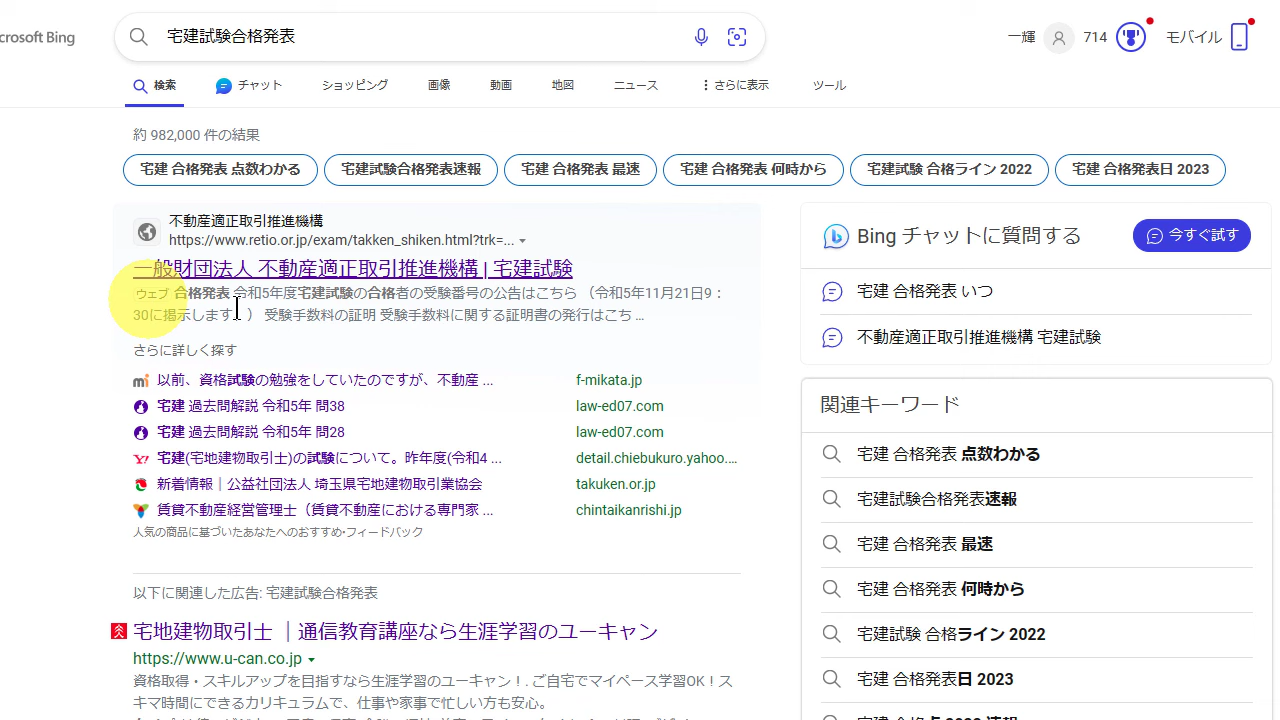 crosoft Bing
宅建試験合格発表
一輝
714
モバイル
検索
チャット
ショッピング
画像
動画
地図
ニュース
さらに表示
ツール
約 982,000 件の結果
宅建 合格発表 点数わかる
宅建試験合格発表速報
宅建 合格発表 最速
宅建 合格発表 何時から
宅建試験 合格ライン 2022
宅建 合格発表日 2023
不動産適正取引推進機構
https://www.retio.or.jp/exam/takken_shiken.html?trk=...
一般財団法人 不動産適正取引推進機構 | 宅建試験
ウェブ 合格発表 令和5年度宅建試験の合格者の受験番号の公告はこちら （令和5年11月21日9：
30に掲示します。） 受験手数料の証明 受験手数料に関する証明書の発行はこち ...
さらに詳しく探す
以前、資格試験の勉強をしていたのですが、不動産 ... f-mikata.jp
宅建 過去問解説 令和5年 問38 law-ed07.com
宅建 過去問解説 令和5年 問28 law-ed07.com
宅建(宅地建物取引士)の試験について。昨年度(令和4 ... detail.chiebukuro.yahoo....
新着情報｜公益社団法人 埼玉県宅地建物取引業協会 takuken.or.jp
賃貸不動産経営管理士（賃貸不動産における専門家 ... chintaikanrishi.jp
人気の商品に基づいたあなたへのおすすめ•フィードバック
以下に関連した広告: 宅建試験合格発表
宅地建物取引士 ｜通信教育講座なら生涯学習のユーキャン
https://www.u-can.co.jp
資格取得・スキルアップを目指すなら生涯学習のユーキャン！. ご自宅でマイペース学習OK！ス
キマ時間にできるカリキュラムで、仕事や家事で忙しい方も安心。
Bing チャットに質問する
今すぐ試す
宅建 合格発表 いつ
不動産適正取引推進機構 宅建試験
関連キーワード
宅建 合格発表 点数わかる
宅建試験合格発表速報
宅建 合格発表 最速
宅建 合格発表 何時から
宅建試験 合格ライン 2022
宅建 合格発表日 2023